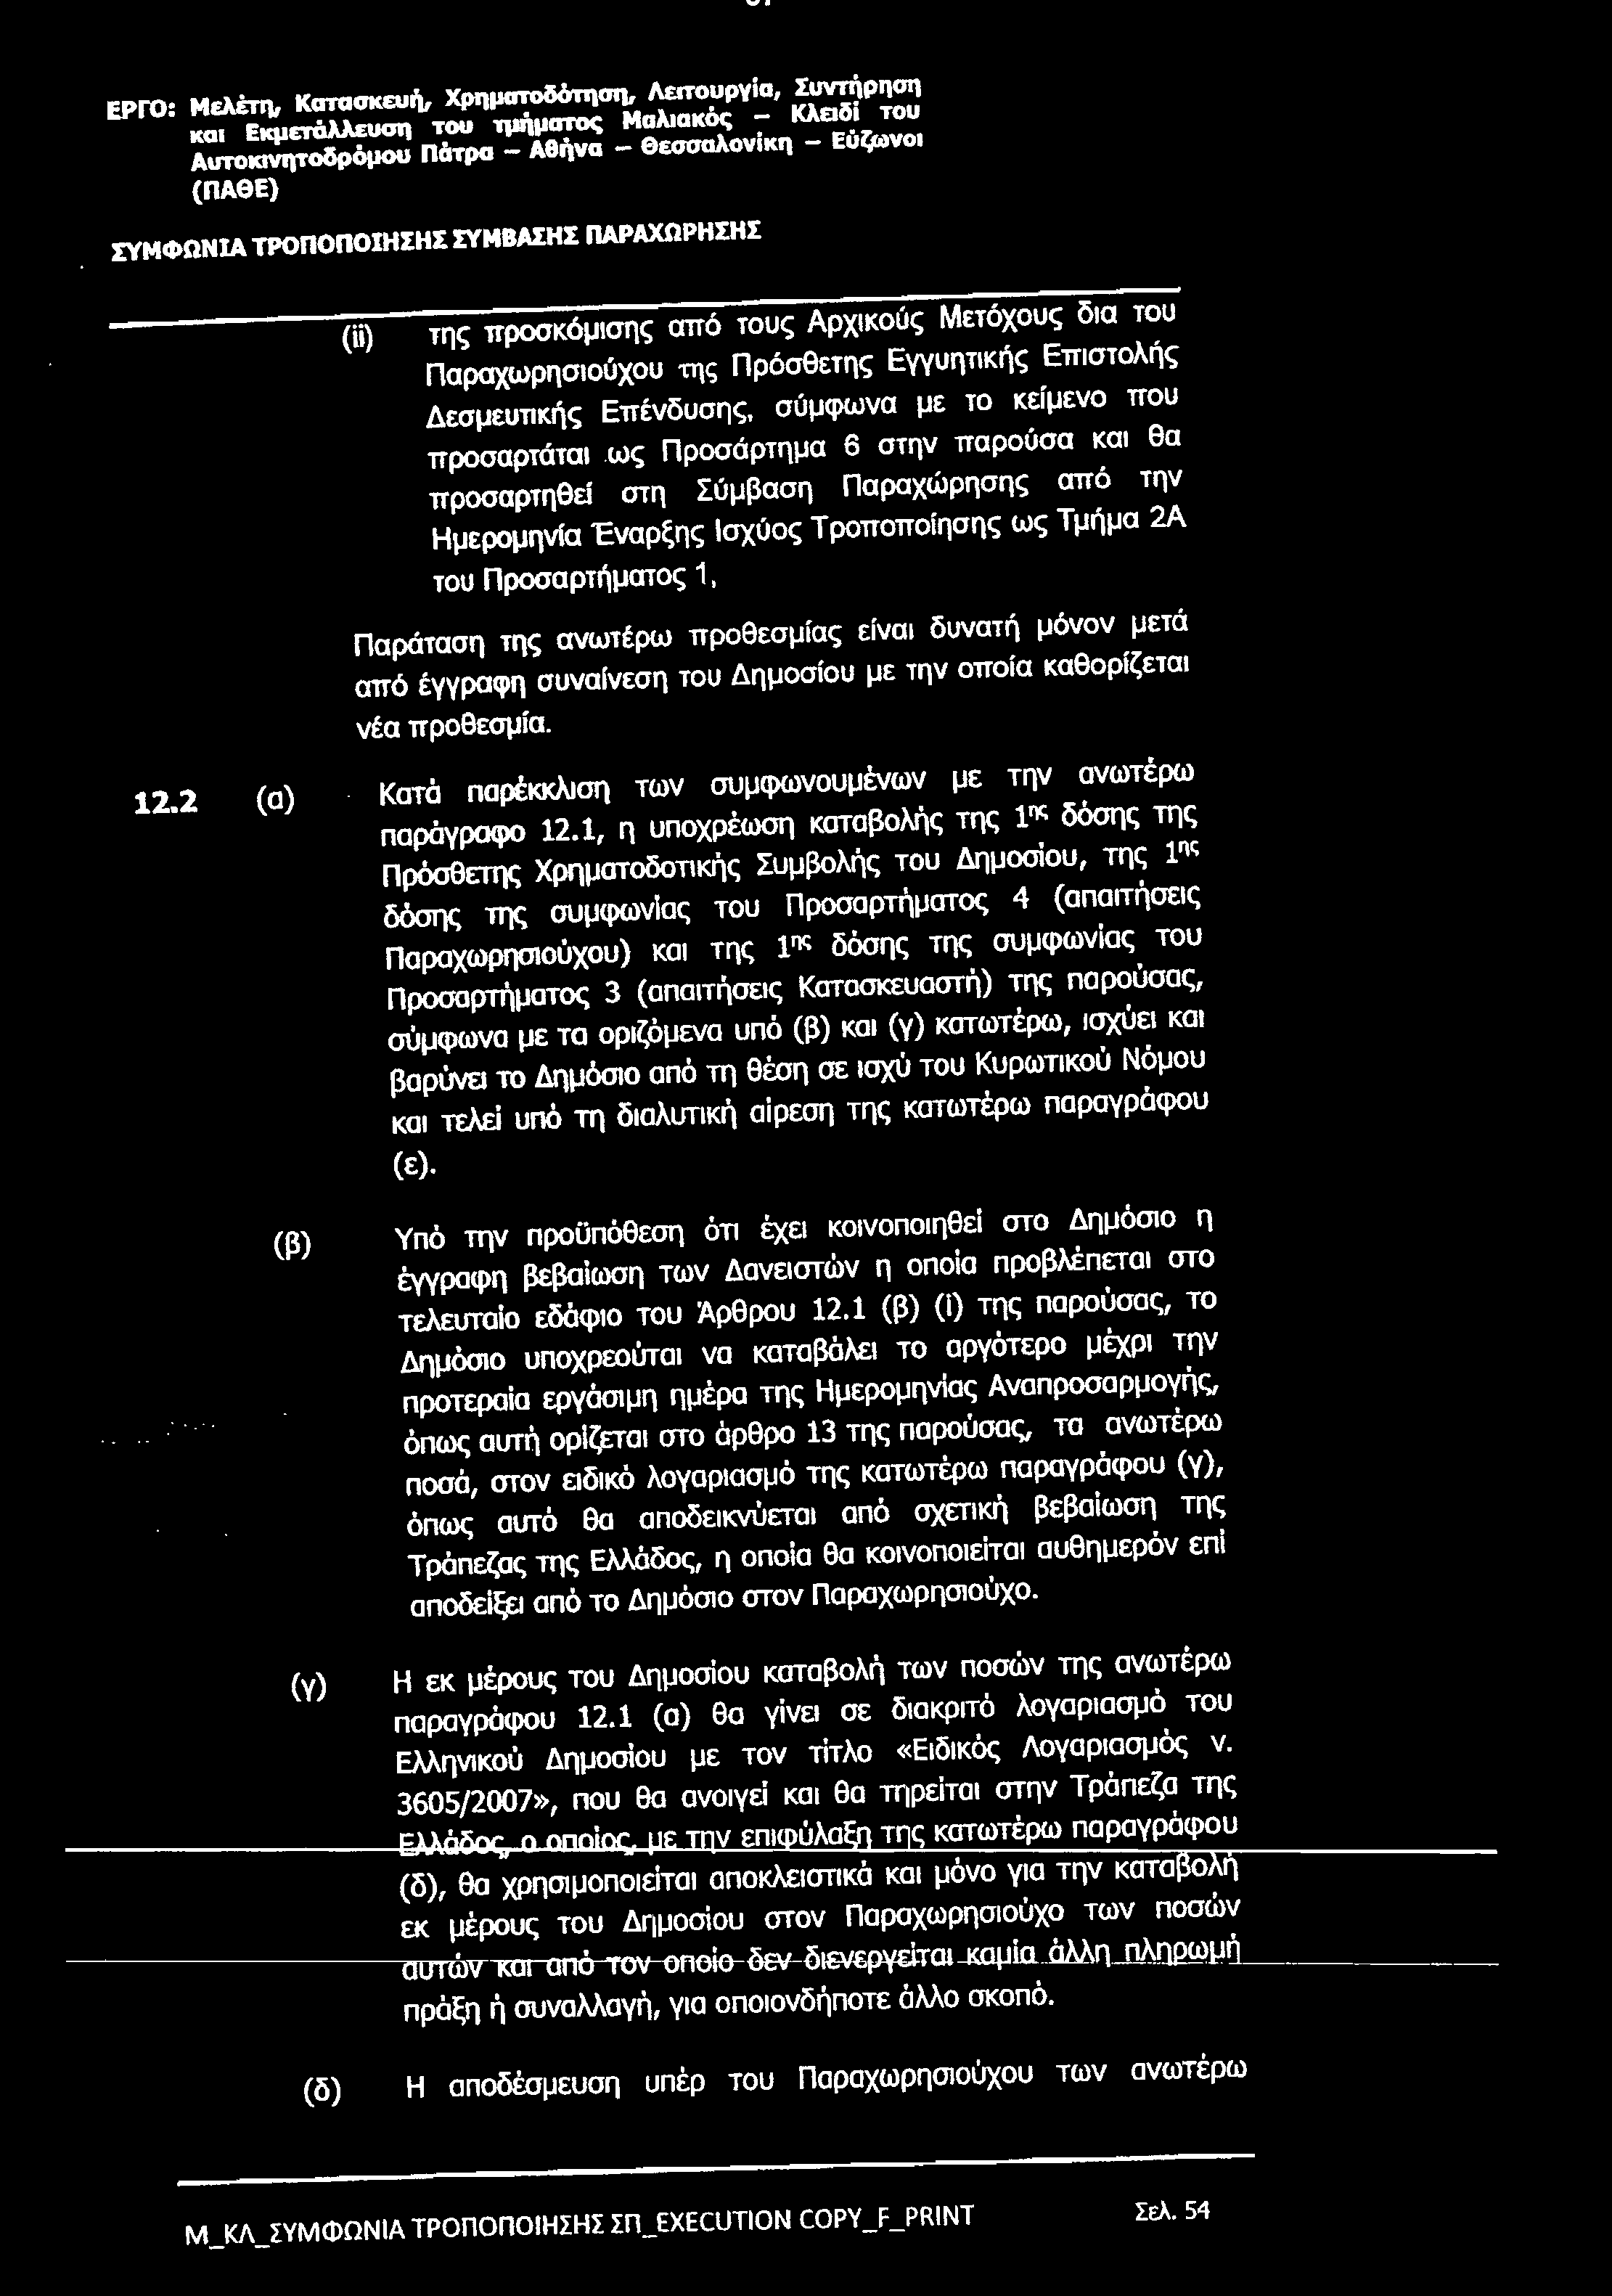 ΕΡΓΟ: Μελέτη, Κατασκευή, Χρηματοδότηση, Λειτουργία, Συντήρηση
και Εκμετάλλευση του τμήματος Μαλιακός – Κλειδί του
Αυτοκινητοδρόμου Πάτρα – Αθήνα – Θεσσαλονίκη – Εύζωνοι
(ΠΑΘΕ)
ΣΥΜΦΩΝΙΑ ΤΡΟΠΟΠΟΙΗΣΗΣ ΣΥΜΒΑΣΗΣ ΠΑΡΑΧΩΡΗΣΗΣ
(ii) της προσκόμισης από τους Αρχικούς Μετόχους δια του
Παραχωρησιούχου της Πρόσθετης Εγγυητικής Επιστολής
Δεσμευτικής Επένδυσης, σύμφωνα με το κείμενο που
προσαρτάται ως Προσάρτημα 6 στην παρούσα και θα
προσαρτηθεί στη Σύμβαση Παραχώρησης από την
Ημερομηνία Έναρξης Ισχύος Τροποποίησης ως Τμήμα 2Α
του Προσαρτήματος 1,
Παράταση της ανωτέρω προθεσμίας είναι δυνατή μόνον μετά
από έγγραφη συναίνεση του Δημοσίου με την οποία καθορίζεται
νέα προθεσμία.
12.2 (α) Κατά παρέκκλιση των συμφωνουμένων με την ανωτέρω
παράγραφο 12.1, η υποχρέωση καταβολής της 1ης δόσης της
Πρόσθετης Χρηματοδοτικής Συμβολής του Δημοσίου, της 1ης
δόσης της συμφωνίας του Προσαρτήματος 4 (απαιτήσεις
Παραχωρησιούχου) και της 1ης δόσης της συμφωνίας του
Προσαρτήματος 3 (απαιτήσεις Κατασκευαστή) της παρούσας,
σύμφωνα με τα οριζόμενα υπό (β) και (γ) κατωτέρω, ισχύει και
βαρύνει το Δημόσιο από τη θέση σε ισχύ του Κυρωτικού Νόμου
και τελεί υπό τη διαλυτική αίρεση της κατωτέρω παραγράφου
(ε).
(β) Υπό την προϋπόθεση ότι έχει κοινοποιηθεί στο Δημόσιο η
έγγραφη βεβαίωση των Δανειστών η οποία προβλέπεται στο
τελευταίο εδάφιο του Άρθρου 12.1 (β) (i) της παρούσας, το
Δημόσιο υποχρεούται να καταβάλει το αργότερο μέχρι την
προτεραία εργάσιμη ημέρα της Ημερομηνίας Αναπροσαρμογής,
όπως αυτή ορίζεται στο άρθρο 13 της παρούσας, τα ανωτέρω
ποσά, στον ειδικό λογαριασμό της κατωτέρω παραγράφου (γ),
όπως αυτό θα αποδεικνύεται από σχετική βεβαίωση της
Τράπεζας της Ελλάδος, η οποία θα κοινοποιείται αυθημερόν επί
αποδείξει από το Δημόσιο στον Παραχωρησιούχο.
(γ) Η εκ μέρους του Δημοσίου καταβολή των ποσών της ανωτέρω
παραγράφου 12.1 (α) θα γίνει σε διακριτό λογαριασμό του
Ελληνικού Δημοσίου με τον τίτλο «Ειδικός Λογαριασμός ν.
3605/2007», που θα ανοιγεί και θα τηρείται στην Τράπεζα της
Ελλάδος, ο οποίος, με την επιφύλαξη της κατωτέρω παραγράφου
(δ), θα χρησιμοποιείται αποκλειστικά και μόνο για την καταβολή
εκ μέρους του Δημοσίου στον Παραχωρησιούχο των ποσών
αυτών και από τον οποίο δεν διενεργείται καμία άλλη πληρωμή
πράξη ή συναλλαγή, για οποιονδήποτε άλλο σκοπό.
(δ) Η αποδέσμευση υπέρ του Παραχωρησιούχου των ανωτέρω
Μ_ΚΛ_ΣΥΜΦΩΝΙΑ ΤΡΟΠΟΠΟΙΗΣΗΣ ΣΠ_EXECUTION COPY_F_PRINT Σελ. 54